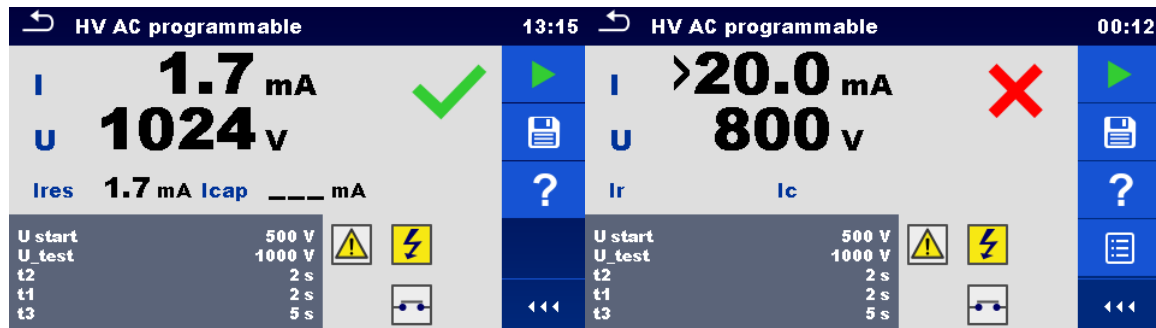 HV AC programmable 13:15
I 1.7 mA
U 1024 V
Ires 1.7 mA Icap ___ mA
?
U start 500 V
U_test 1000 V
t2 2 s
t1 2 s
t3 5 s
HV AC programmable 00:12
I >20.0 mA
U 800 V
Ir Ic
?
U start 500 V
U_test 1000 V
t2 2 s
t1 2 s
t3 5 s